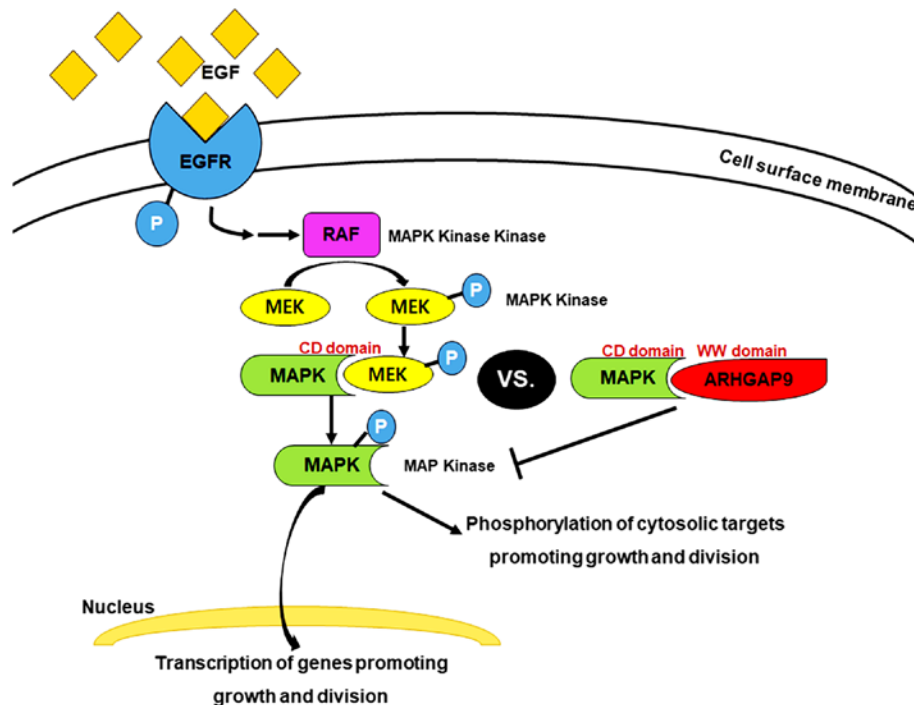 EGF
EGFR
Cell surface membrane
P
RAF
MAPK Kinase Kinase
MEK
MEK
P
MAPK Kinase
CD domain
P
MAPK
MEK
VS.
CD domain
WW domain
MAPK
ARHGAP9
P
MAPK
MAP Kinase
Phosphorylation of cytosolic targets
promoting growth and division
Nucleus
Transcription of genes promoting
growth and division